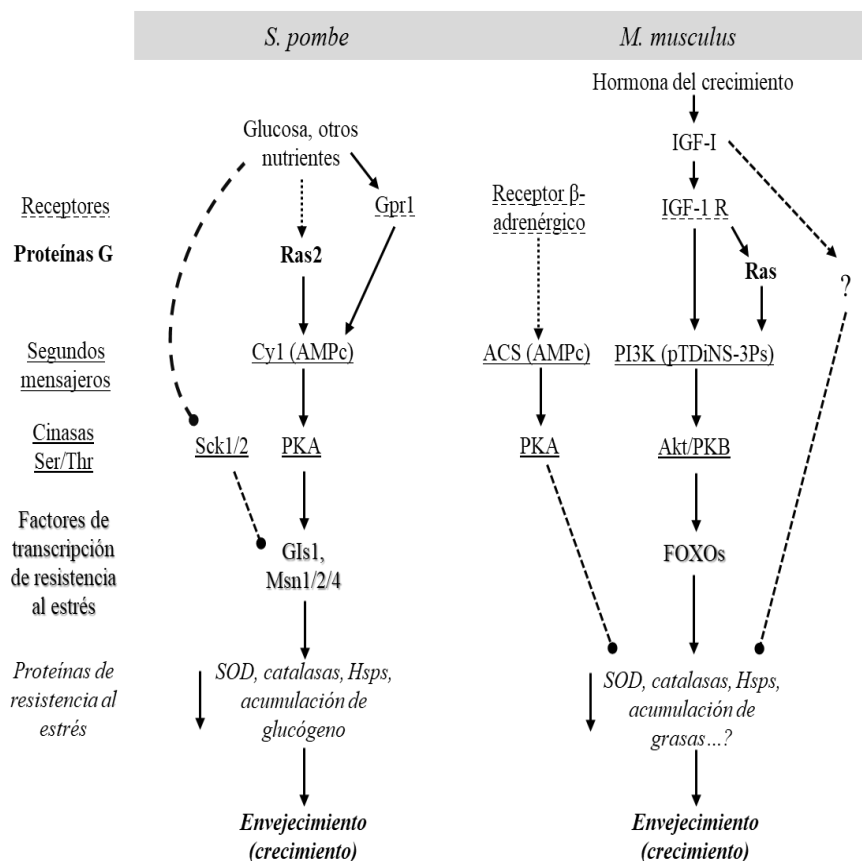 S. pombe
M. musculus
Hormona del crecimiento
Glucosa, otros
nutrientes
IGF-I
Receptores
Gpr1
Receptor β-
adrenérgico
IGF-1 R
Proteínas G
Ras2
Ras
?
Segundos
mensajeros
Cy1 (AMPc)
ACS (AMPc)
PI3K (pTDiNS-3Ps)
Cinasas
Ser/Thr
Sck1/2
PKA
PKA
Akt/PKB
Factores de
transcripción
de resistencia
al estrés
GIs1,
Msn1/2/4
FOXOs
Proteínas de
resistencia al
estrés
SOD, catalasas, Hsps,
acumulación de
glucógeno
SOD, catalasas, Hsps,
acumulación de
grasas...?
Envejecimiento
(crecimiento)
Envejecimiento
(crecimiento)